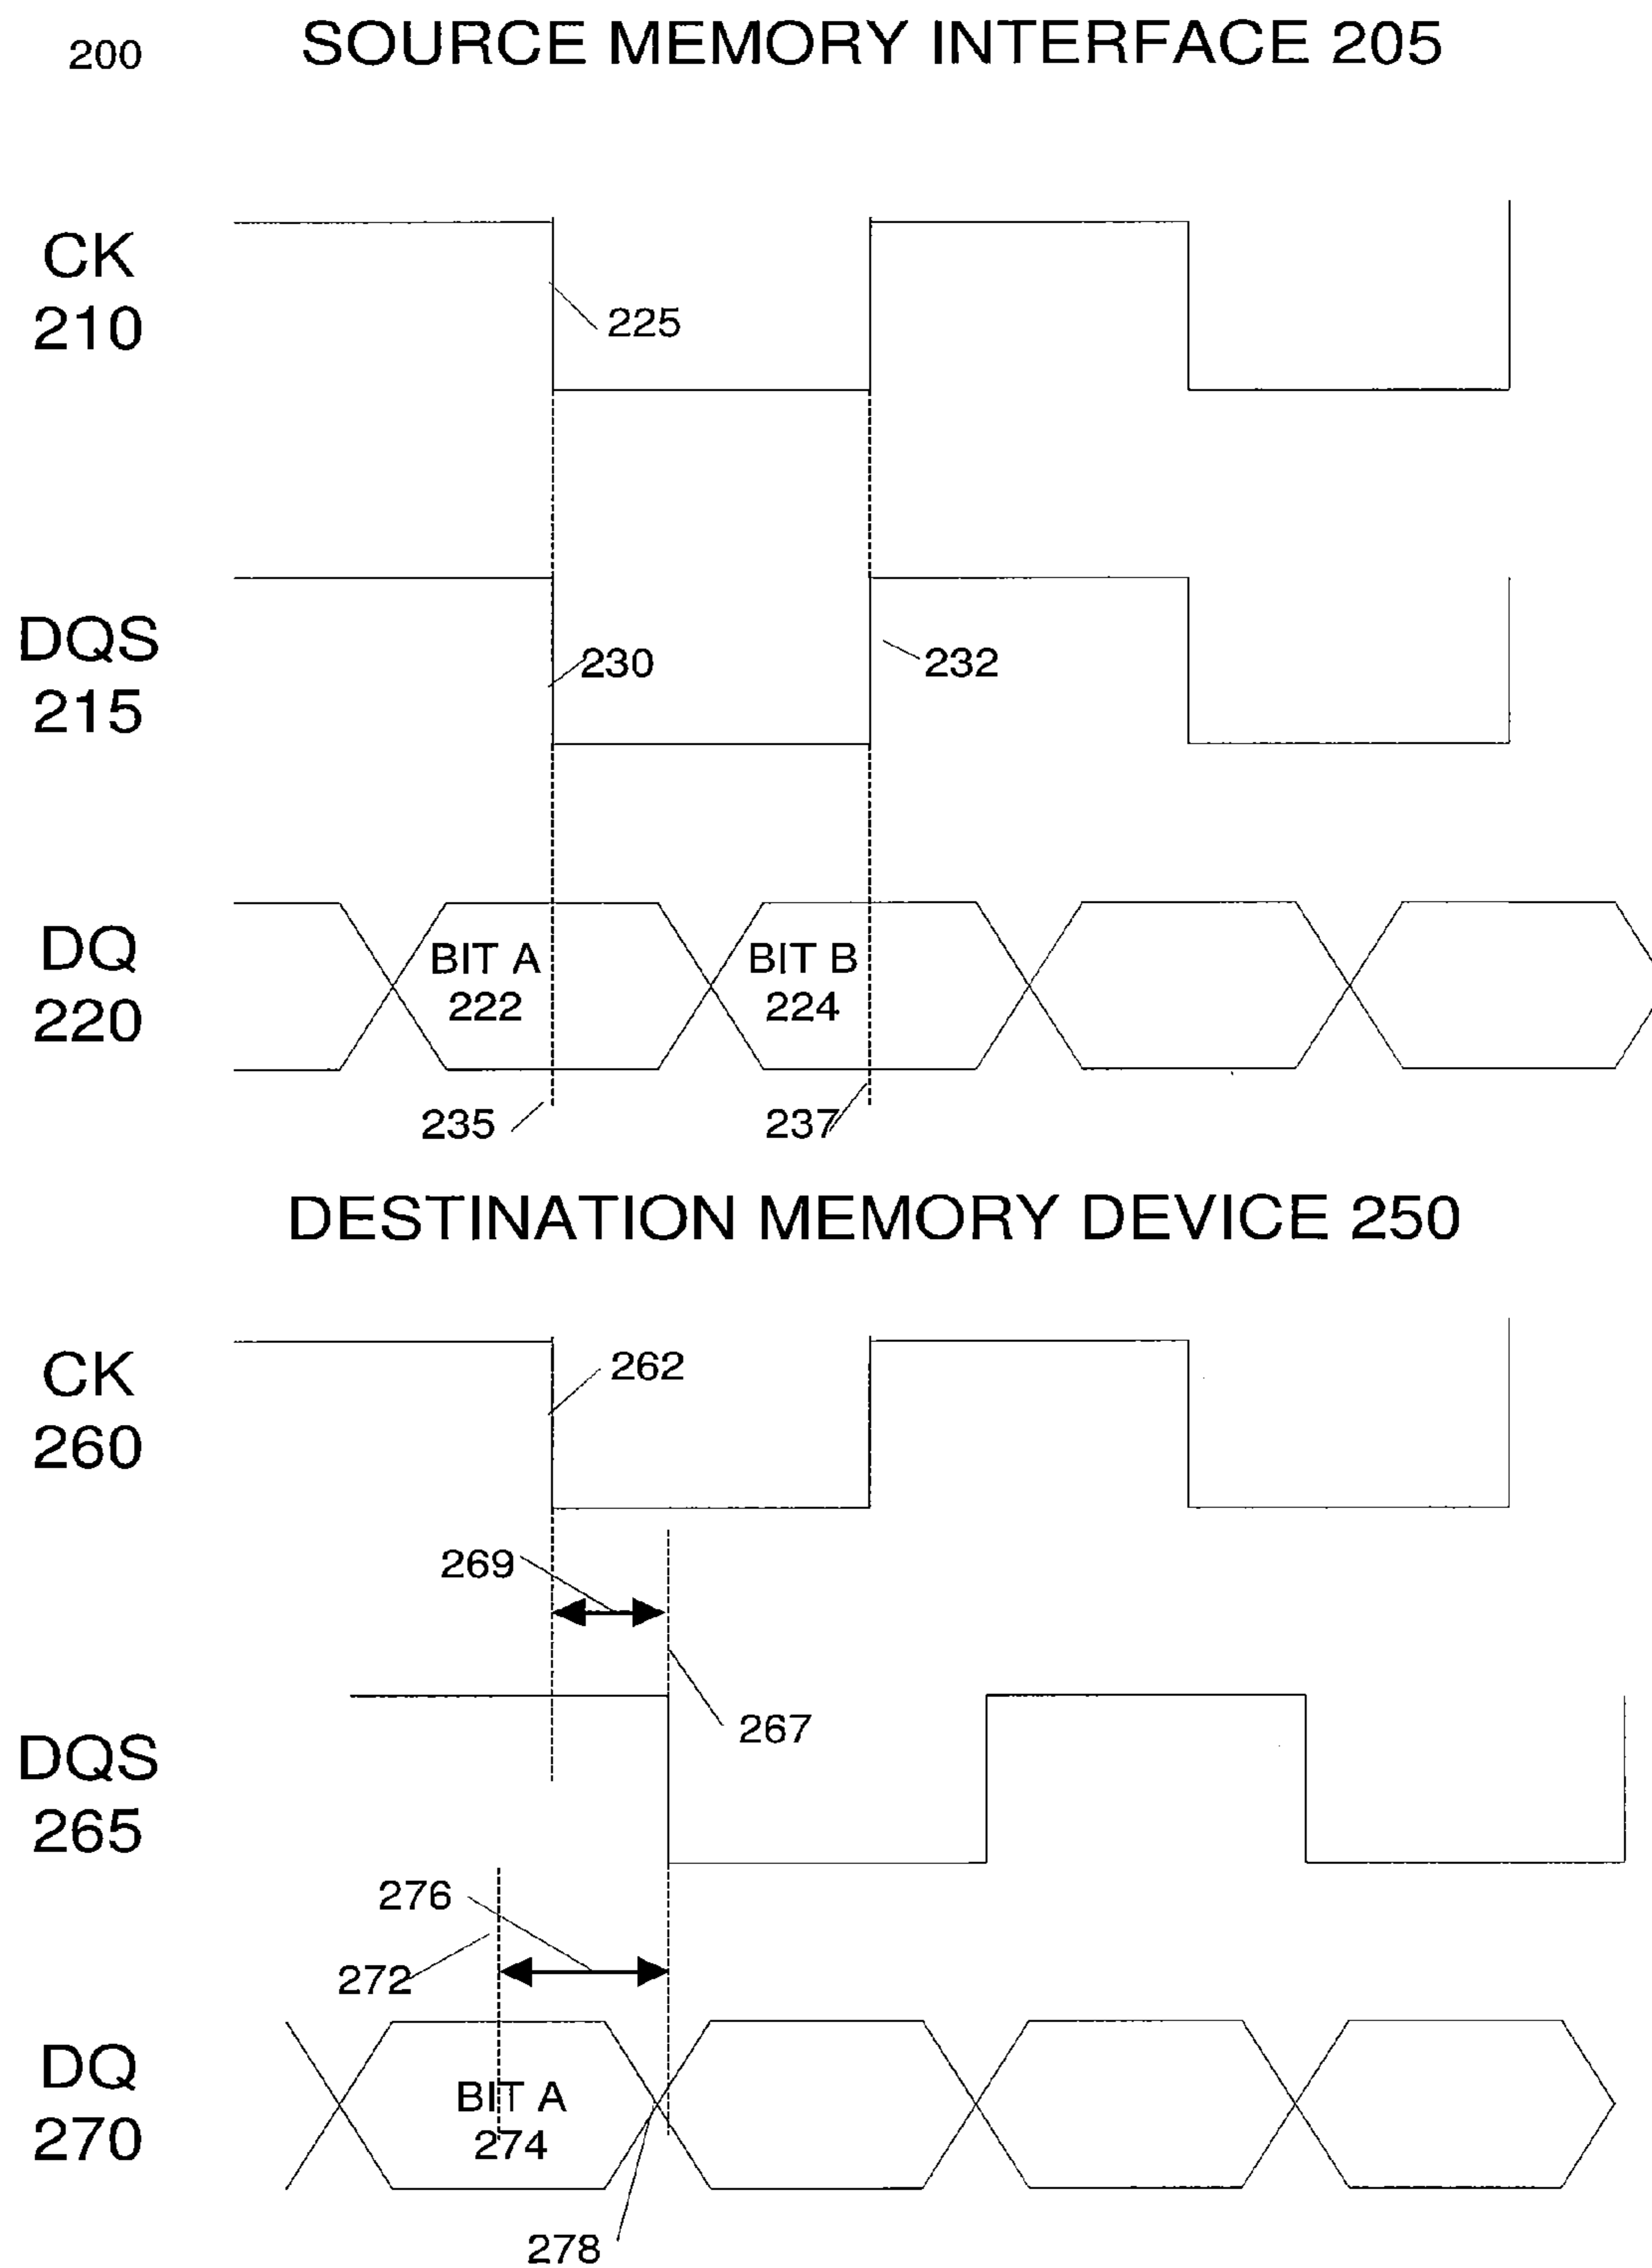 200
SOURCE MEMORY INTERFACE 205
CK
210
225
DQS
215
230
232
DQ
220
BIT A
222
BIT B
224
235
237
DESTINATION MEMORY DEVICE 250
CK
260
262
269
267
DQS
265
276
272
DQ
270
BIT A
274
278